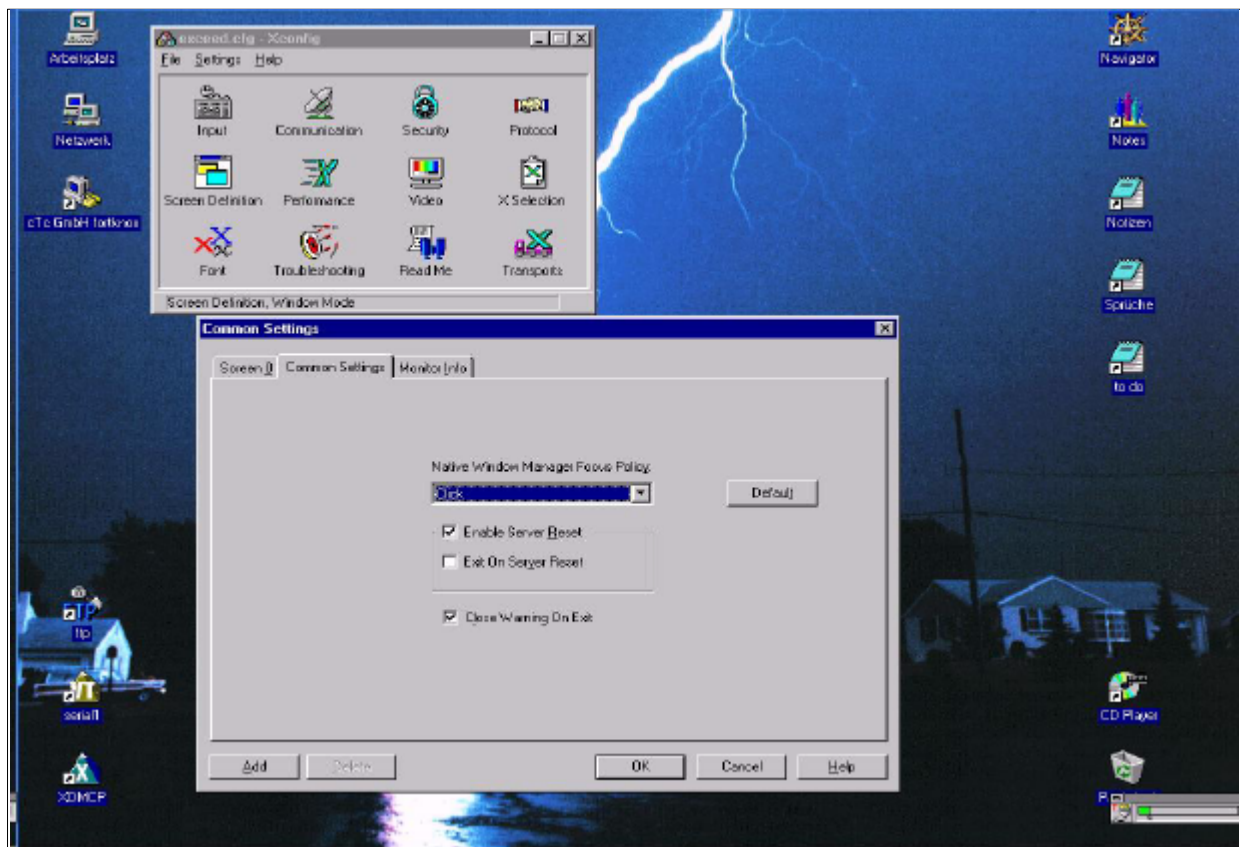 Arbeitsplatz
Netzwerk
cTc GmbH fortknox
FTP
ftp
serial1
XDMCP
exceed.cfg - Xconfig
File Settings Help
Input Communication Security Protocol
Screen Definition Performance Video X Selection
Font Troubleshooting Read Me Transports
Screen Definition, Window Mode
Common Settings
Screen 0 Common Settings Monitor Info
Native Window Manager Focus Policy:
Click
Default
Enable Server Reset
Exit On Server Reset
Close Warning On Exit
Add Delete OK Cancel Help
Navigator
Notes
Notizen
Sprüche
to do
CD Player